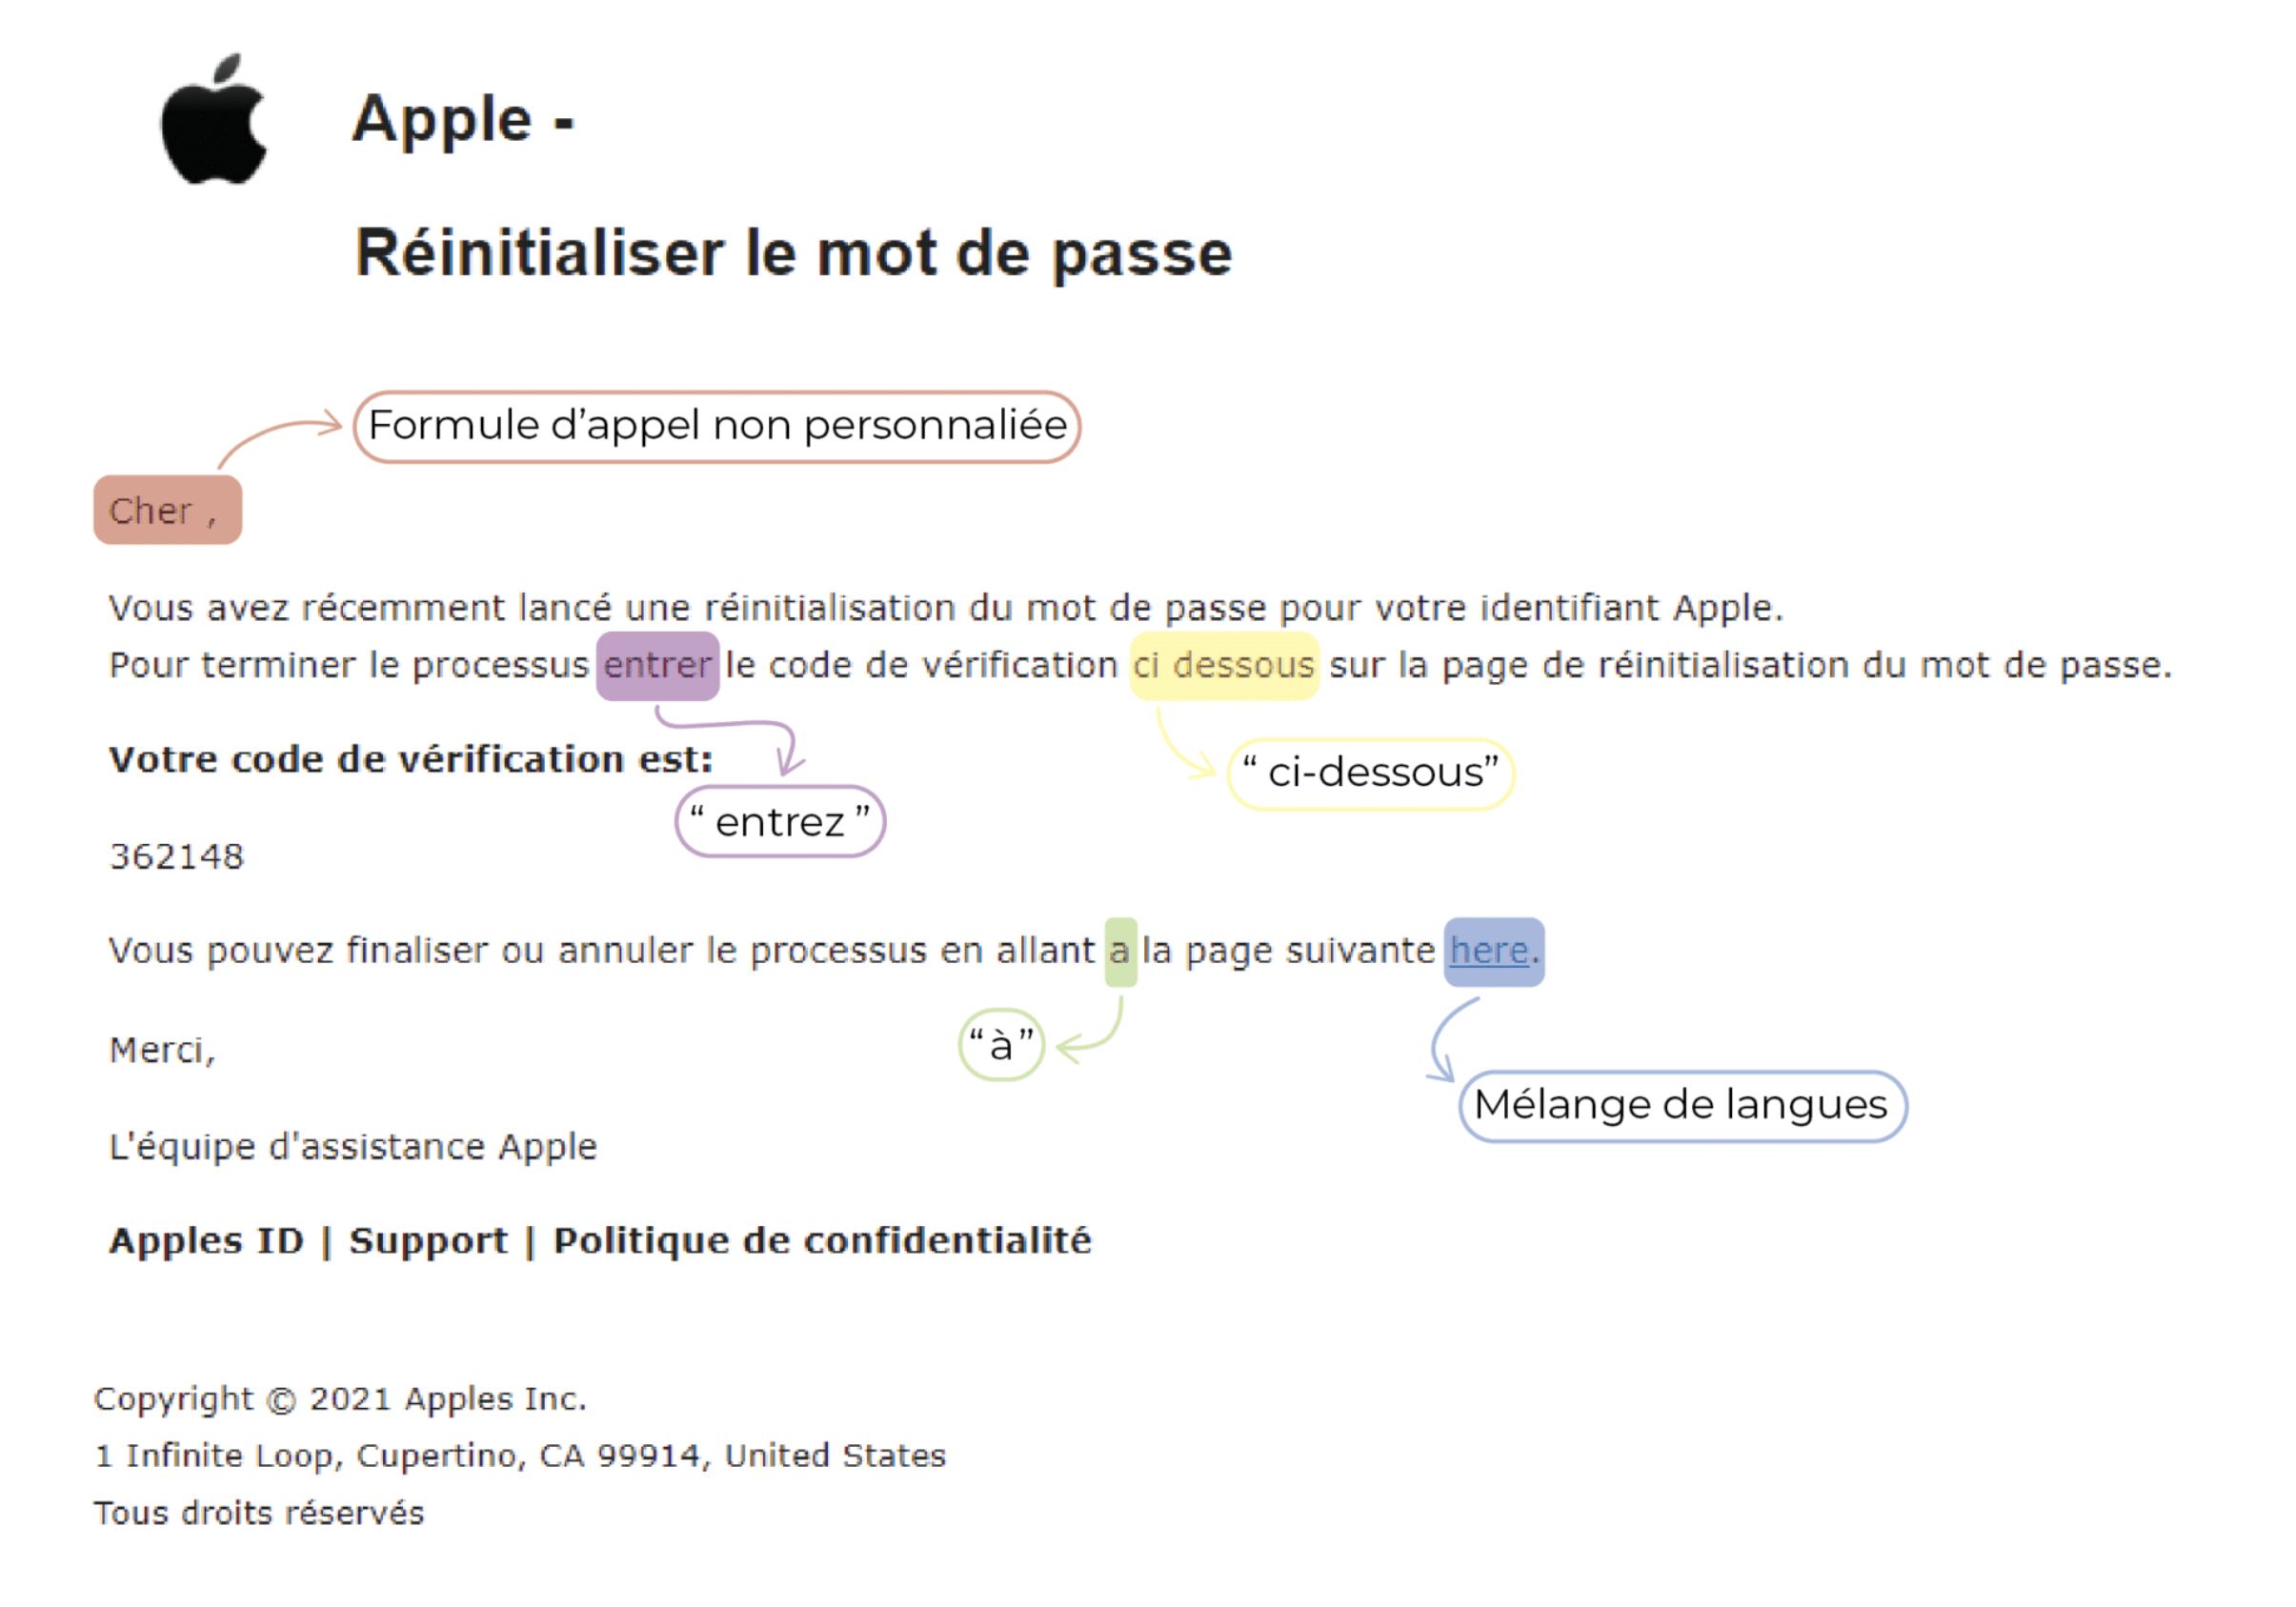 Apple -
Réinitialiser le mot de passe
Formule d’appel non personnaliée
Cher ,
Vous avez récemment lancé une réinitialisation du mot de passe pour votre identifiant Apple.
Pour terminer le processus entrer le code de vérification ci dessous sur la page de réinitialisation du mot de passe.
Votre code de vérification est:
“ ci-dessous”
“ entrez ”
362148
Vous pouvez finaliser ou annuler le processus en allant a la page suivante here.
Merci,
“à”
Mélange de langues
L'équipe d'assistance Apple
Apples ID | Support | Politique de confidentialité
Copyright © 2021 Apples Inc.
1 Infinite Loop, Cupertino, CA 99914, United States
Tous droits réservés